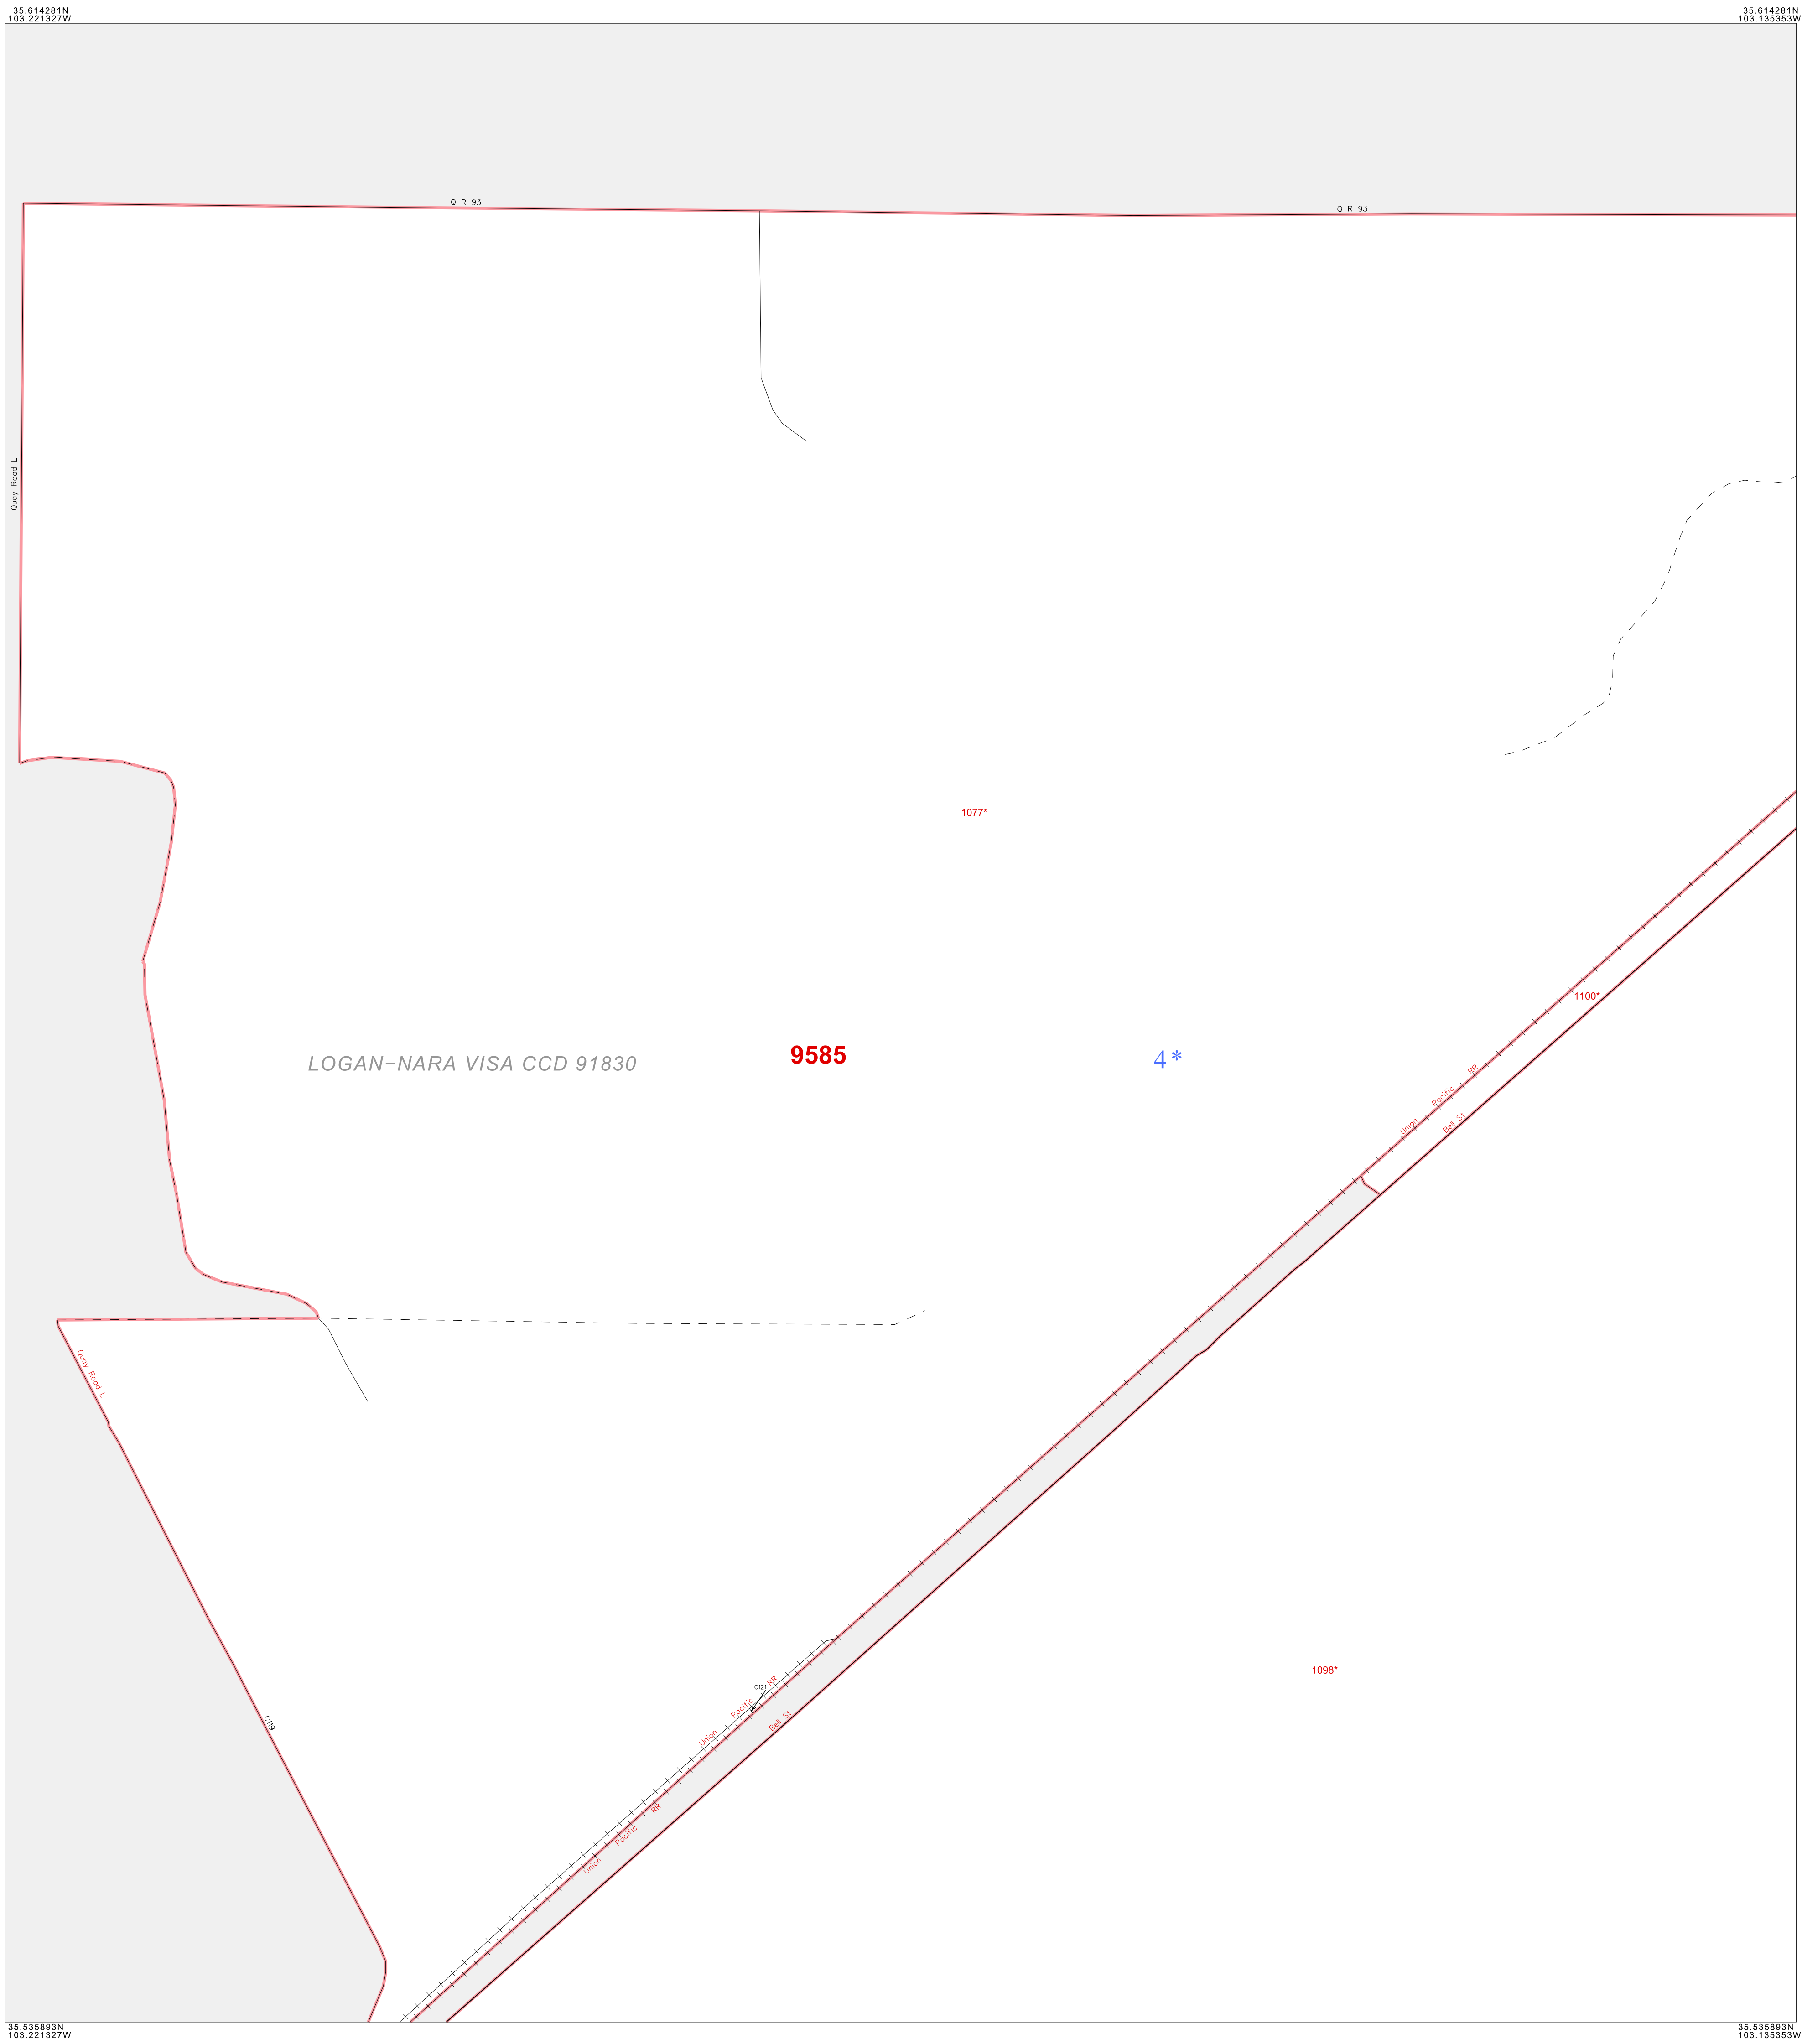 35.614281N
103.221327W
35.614281N
103.135353W
Q R 93
Q R 93
Quay Road L
1077*
1100*
LOGAN-NARA VISA CCD 91830
9585
4*
Union Pacific RR
Bell St
Quay Road L
1098*
C121
Union Pacific RR
Bell St
C119
Union Pacific RR
35.535893N
103.221327W
35.535893N
103.135353W